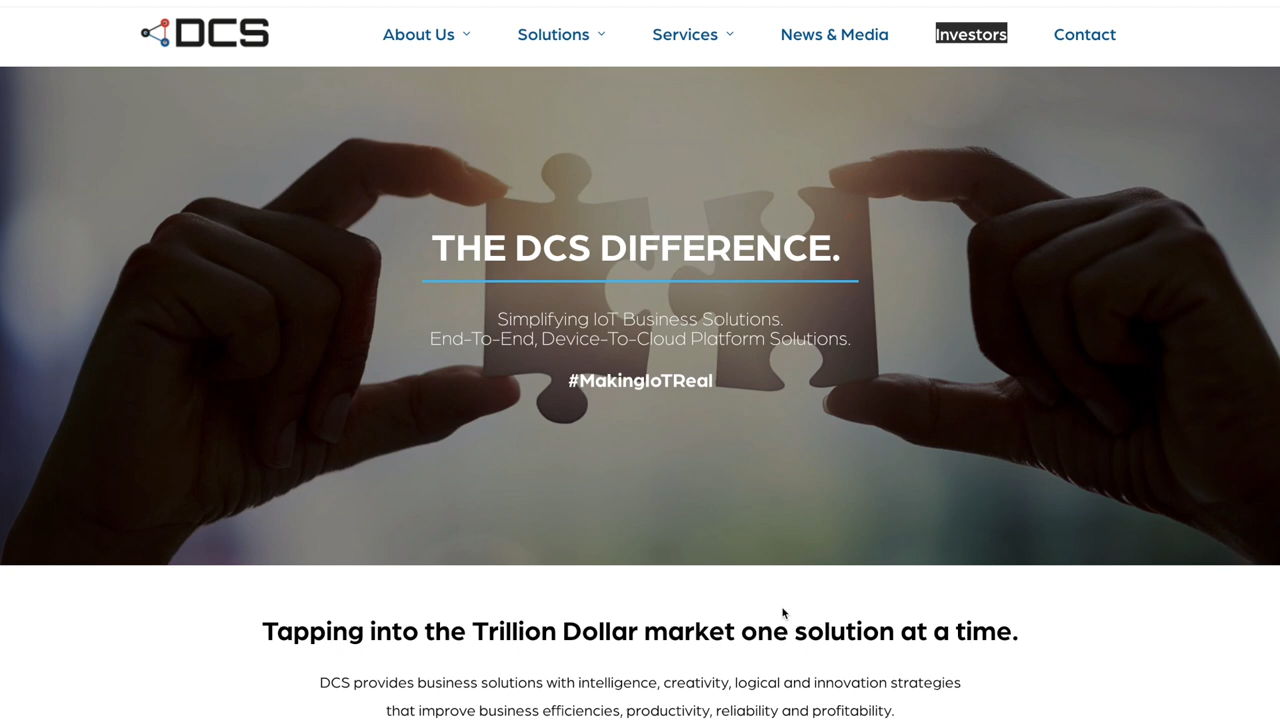 DCS
About Us
Solutions
Services
News & Media
Investors
Contact
THE DCS DIFFERENCE.
Simplifying IoT Business Solutions.
End-To-End, Device-To-Cloud Platform Solutions.
#MakingIoTReal
Tapping into the Trillion Dollar market one solution at a time.
DCS provides business solutions with intelligence, creativity, logical and innovation strategies
that improve business efficiencies, productivity, reliability and profitability.